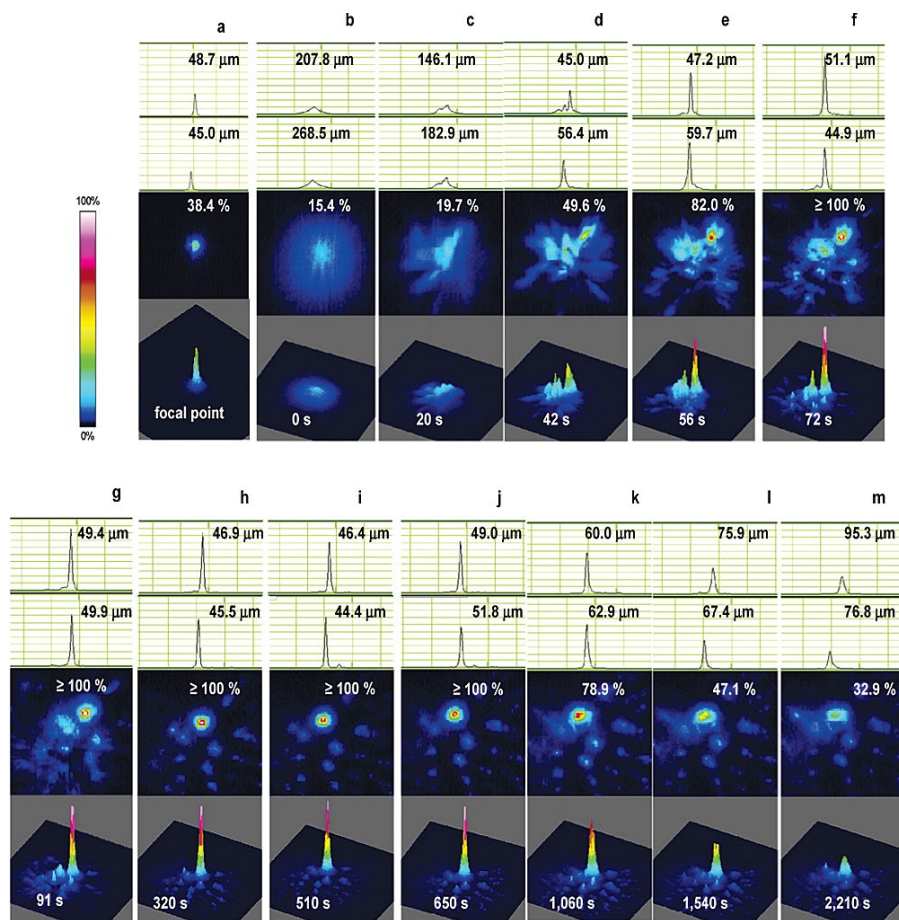 a b c d e f
48.7 µm 207.8 µm 146.1 µm 45.0 µm 47.2 µm 51.1 µm
45.0 µm 268.5 µm 182.9 µm 56.4 µm 59.7 µm 44.9 µm
100%
38.4 % 15.4 % 19.7 % 49.6 % 82.0 % ≥ 100 %
focal point 0 s 20 s 42 s 56 s 72 s
0%
g h i j k l m
49.4 µm 46.9 µm 46.4 µm 49.0 µm 60.0 µm 75.9 µm 95.3 µm
49.9 µm 45.5 µm 44.4 µm 51.8 µm 62.9 µm 67.4 µm 76.8 µm
≥ 100 % ≥ 100 % ≥ 100 % ≥ 100 % 78.9 % 47.1 % 32.9 %
91 s 320 s 510 s 650 s 1,060 s 1,540 s 2,210 s